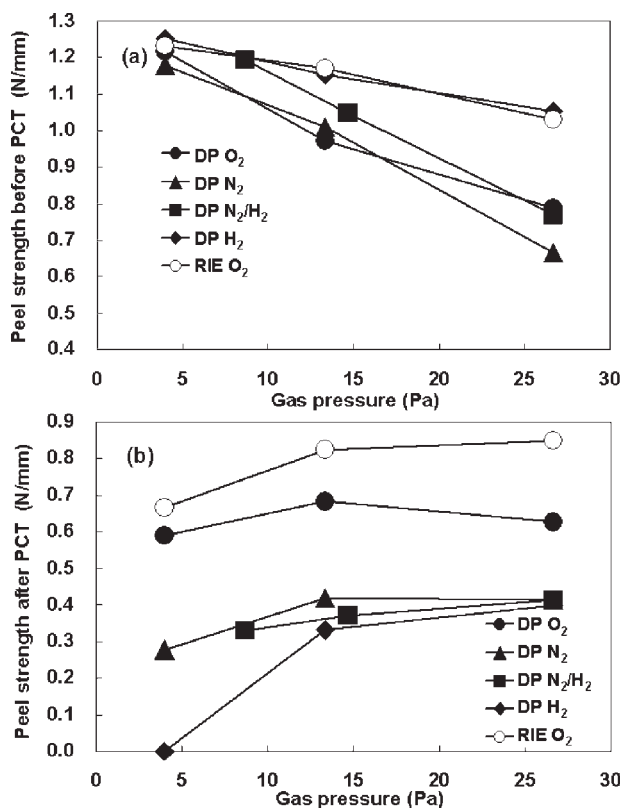 1.3
(a)
1.2
1.1
1.0
0.9
0.8
0.7
0.6
0.5
0.4
Peel strength before PCT (N/mm)
DP O₂
DP N₂
DP N₂/H₂
DP H₂
RIE O₂
0 5 10 15 20 25 30
Gas pressure (Pa)
0.9
(b)
0.8
0.7
0.6
0.5
0.4
0.3
0.2
0.1
0.0
Peel strength after PCT (N/mm)
DP O₂
DP N₂
DP N₂/H₂
DP H₂
RIE O₂
0 5 10 15 20 25 30
Gas pressure (Pa)